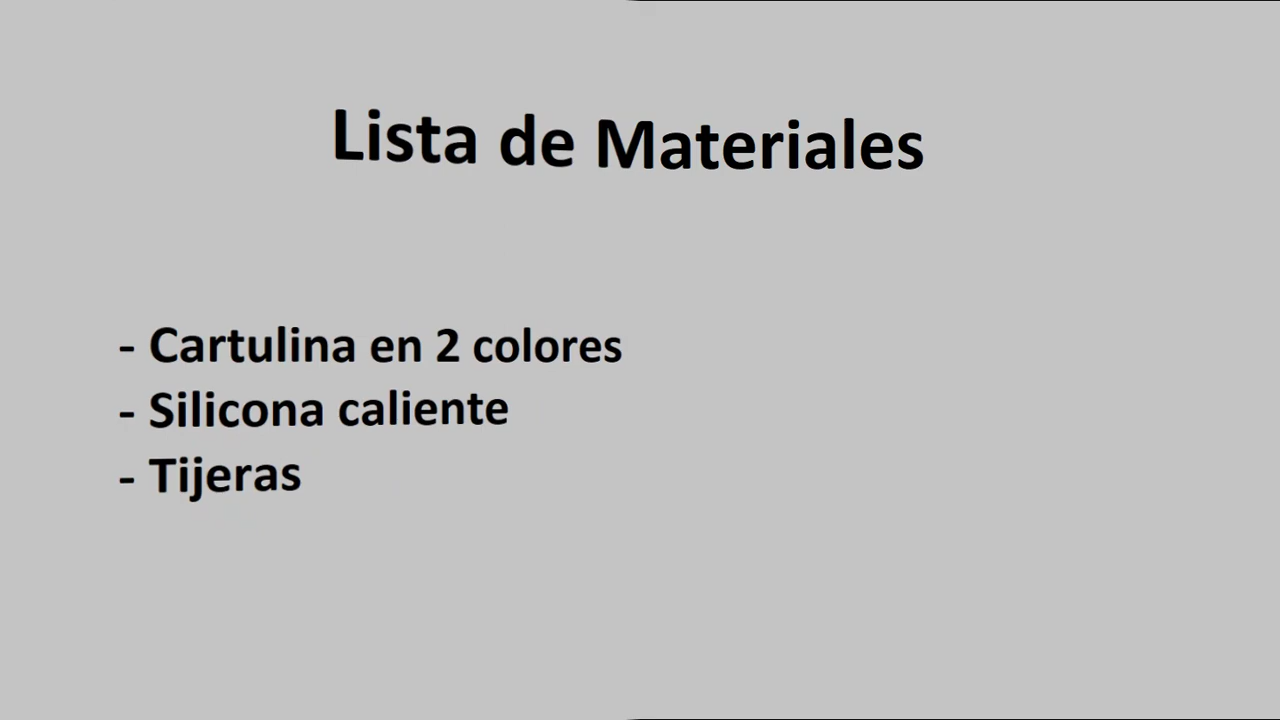 Lista de Materiales
- Cartulina en 2 colores
- Silicona caliente
- Tijeras